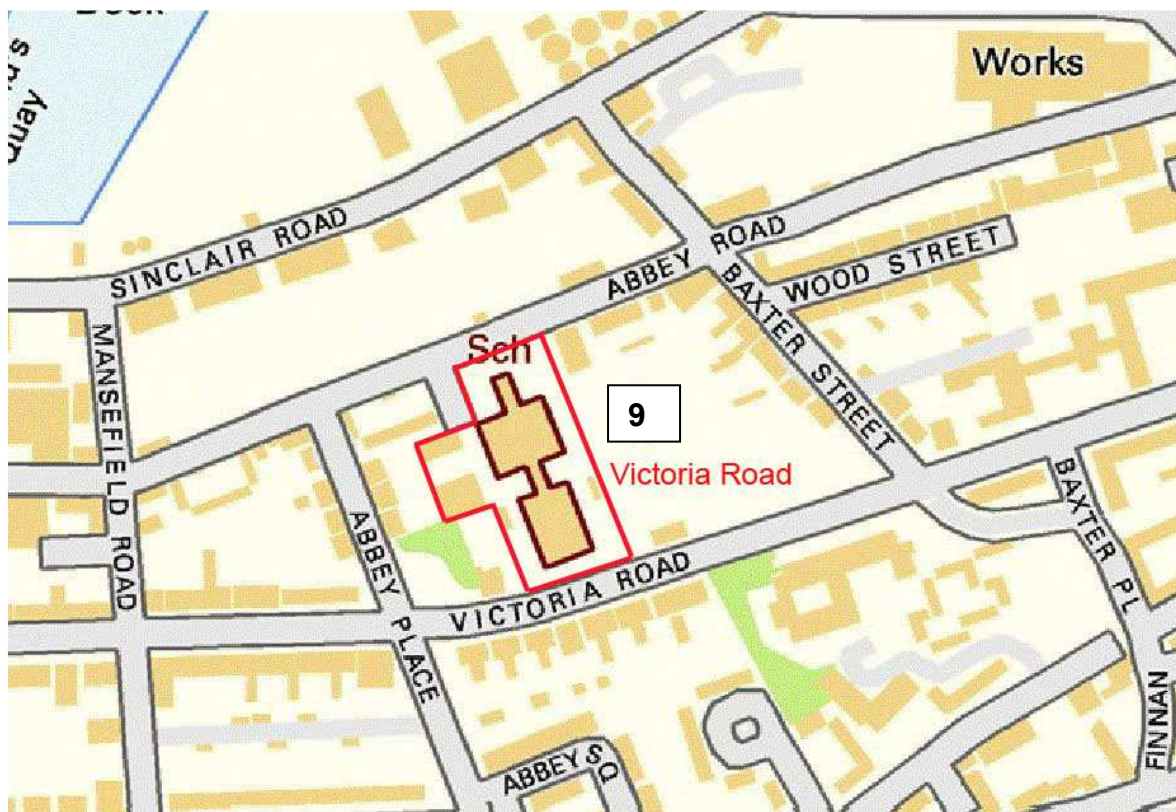 Works
SINCLAIR ROAD
ABBEY ROAD
WOOD STREET
BAXTER STREET
MANSEFIELD ROAD
Sch
9
Victoria Road
ABBEY PLACE
VICTORIA ROAD
BAXTER PL
ABBEY SQ
FINNAN
Quay